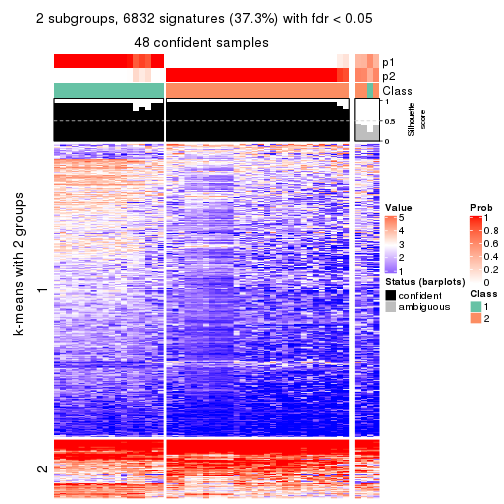 2 subgroups, 6832 signatures (37.3%) with fdr < 0.05
48 confident samples
p1
p2
Class
1
0.5
0
Silhouette
score
k-means with 2 groups
1
2
Value
5
4
3
2
1
Status (barplots)
confident
ambiguous
Prob
1
0.8
0.6
0.4
0.2
0
Class
1
2